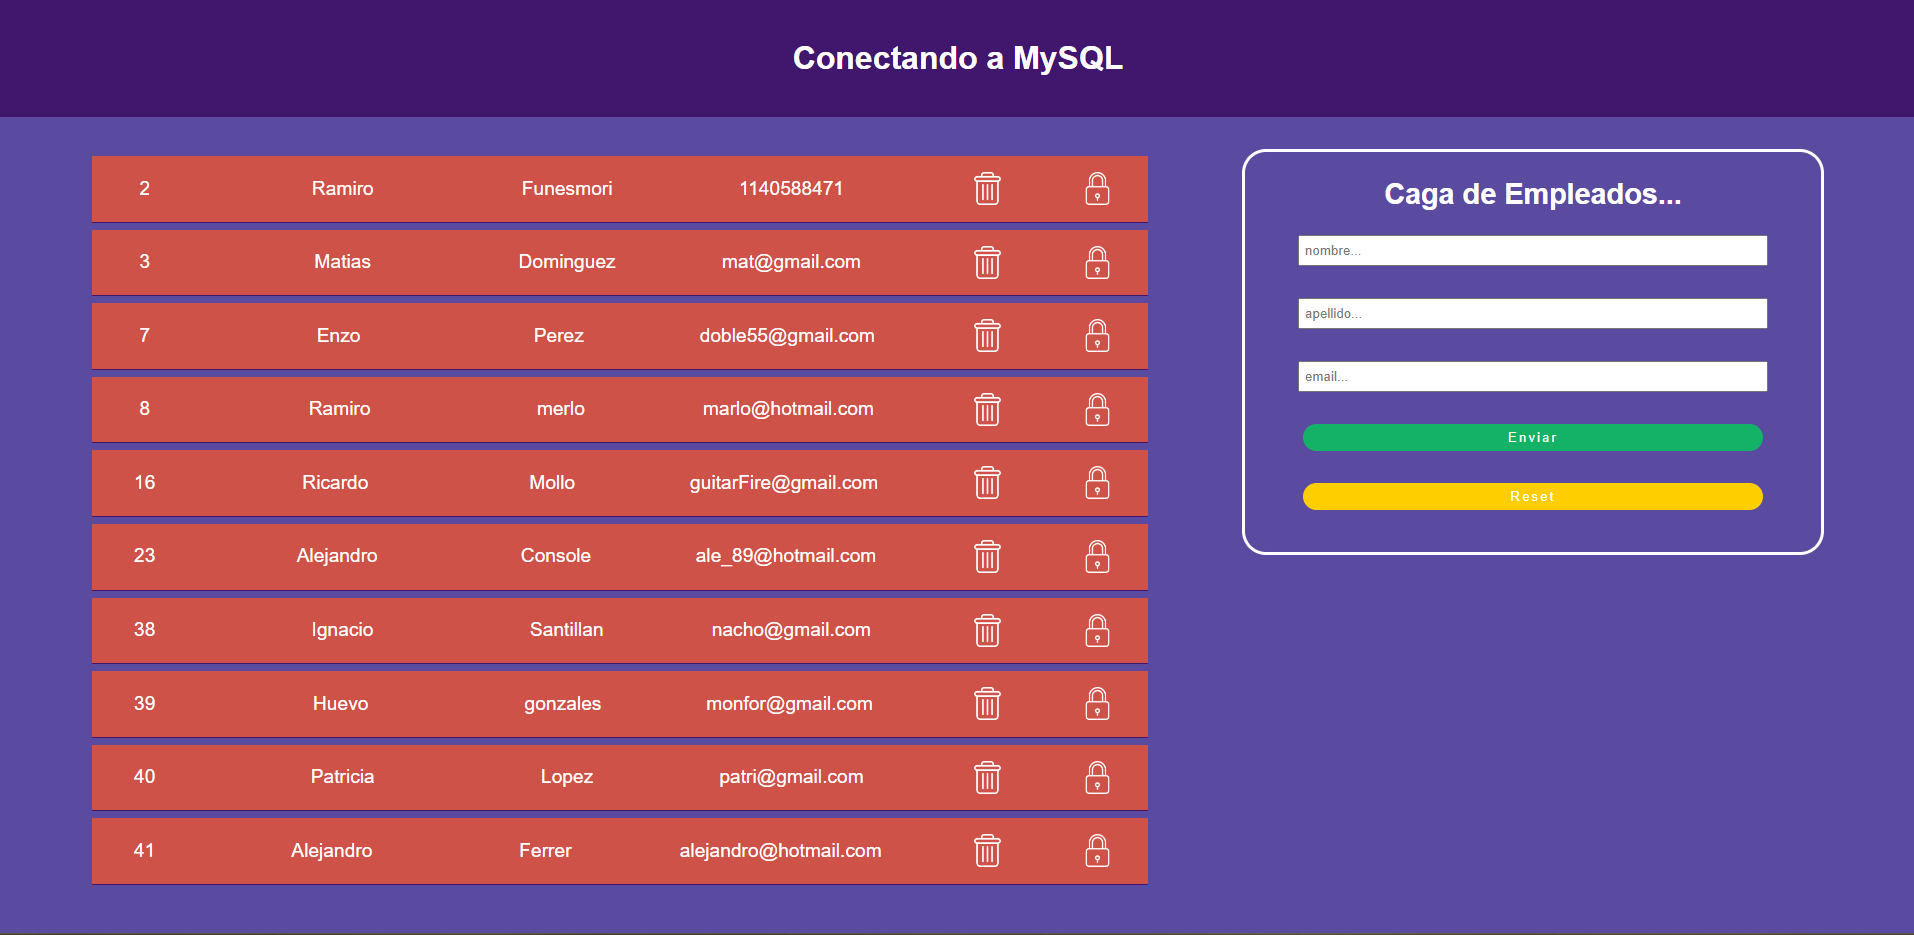 Conectando a MySQL
2 Ramiro Funesmori 1140588471
3 Matias Dominguez mat@gmail.com
7 Enzo Perez doble55@gmail.com
8 Ramiro merlo marlo@hotmail.com
16 Ricardo Mollo guitarFire@gmail.com
23 Alejandro Console ale_89@hotmail.com
38 Ignacio Santillan nacho@gmail.com
39 Huevo gonzales monfor@gmail.com
40 Patricia Lopez patri@gmail.com
41 Alejandro Ferrer alejandro@hotmail.com
Caga de Empleados...
nombre...
apellido...
email...
Enviar
Reset